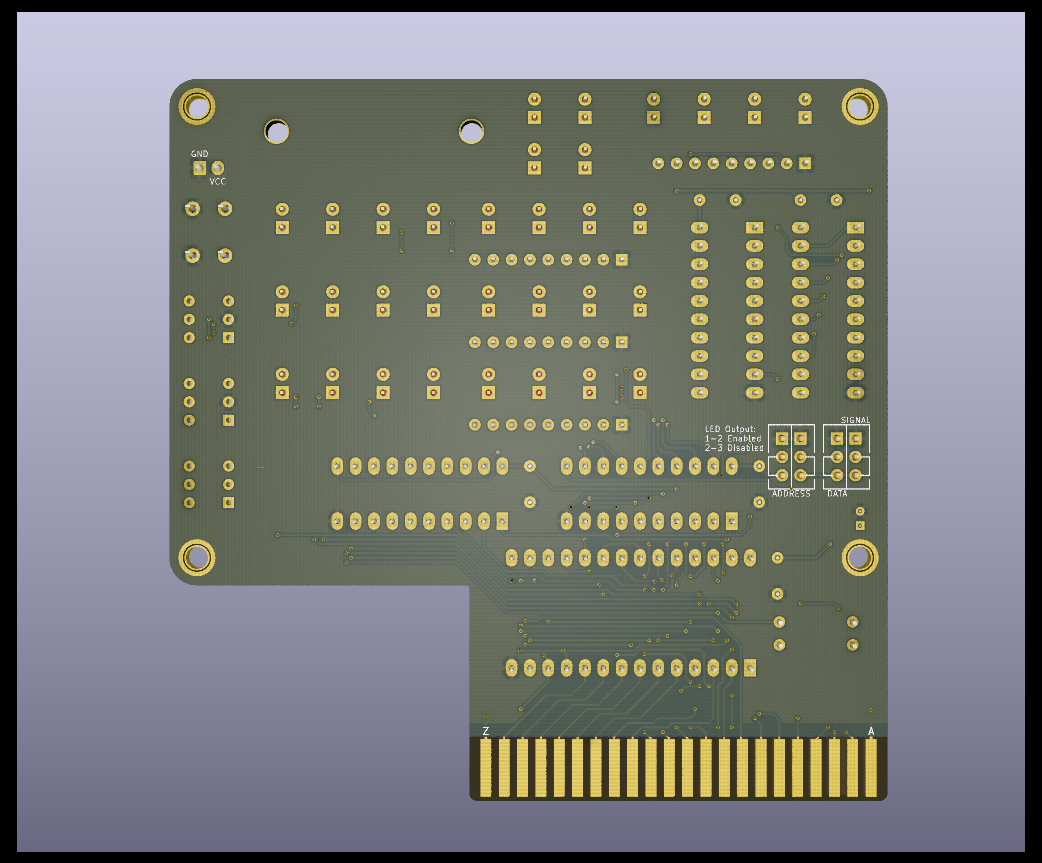 GND
VCC
SIGNAL
LED Output:
1-2 Enabled
2-3 Disabled
ADDRESS
DATA
Z
A